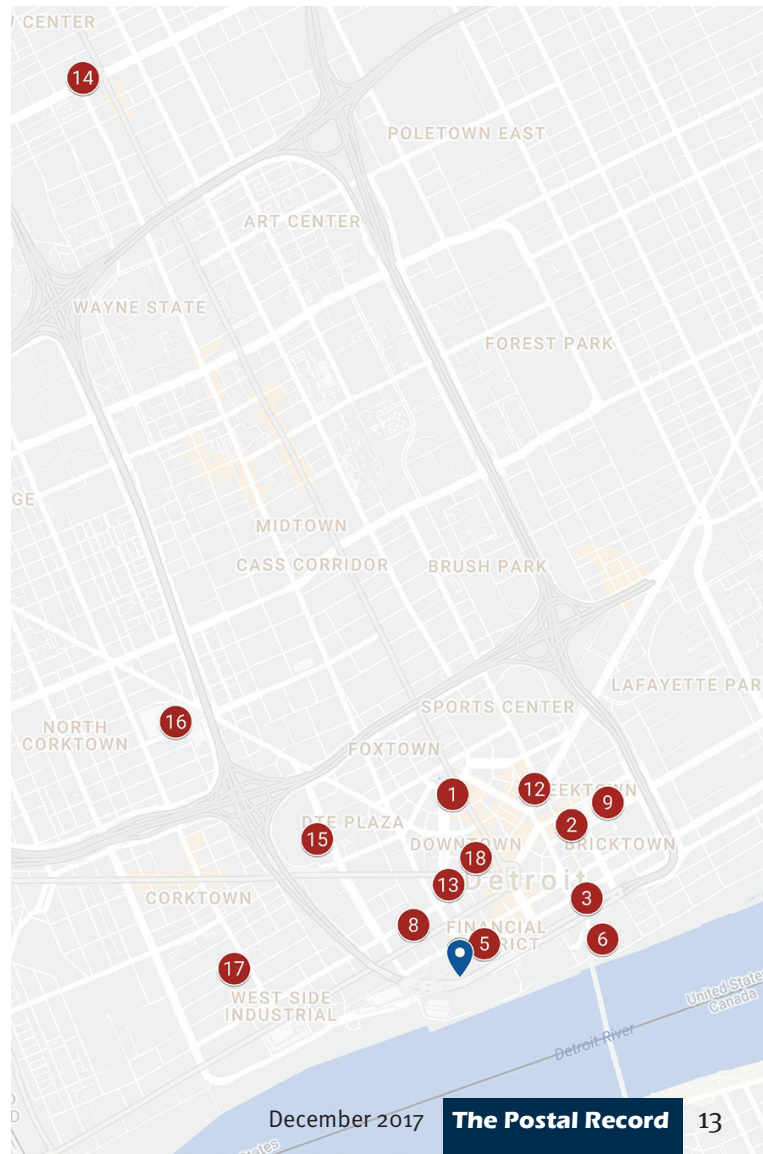 CENTER
14
POLETOWN EAST
ART CENTER
WAYNE STATE
FOREST PARK
GE
MIDTOWN
CASS CORRIDOR
BRUSH PARK
LAFAYETTE PAR
SPORTS CENTER
16
NORTH
CORKTOWN
FOXTOWN
1
12
EEKTOWN
9
2
DTE PLAZA
15
DOWNTOWN
BRICKTOWN
18
13
Detroit
CORKTOWN
3
8
FINANCIAL
5
RICT
6
17
WEST SIDE
INDUSTRIAL
United States
Canada
Detroit River
States
December 2017 The Postal Record 13